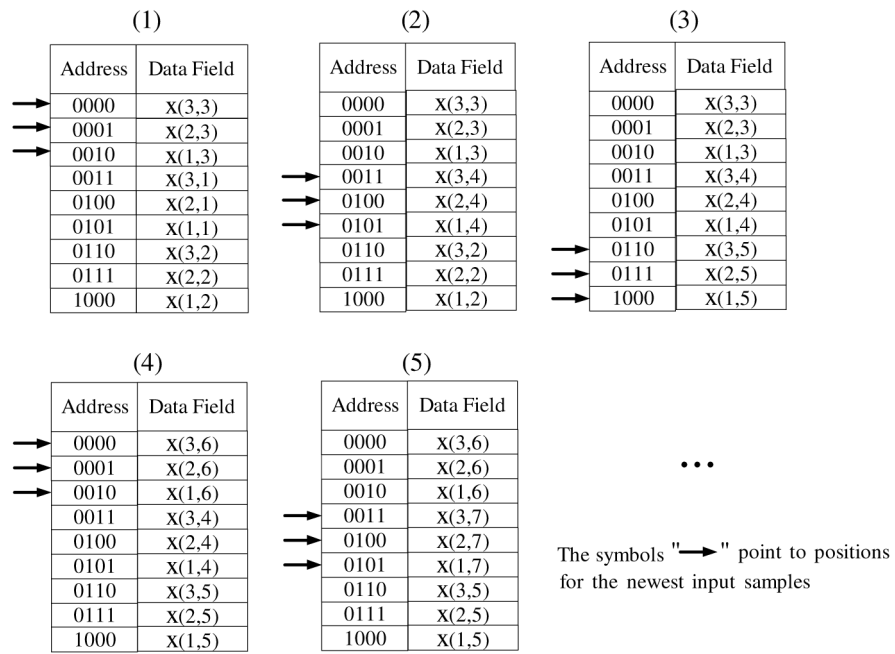 (1)
Address Data Field
0000 x(3,3)
0001 x(2,3)
0010 x(1,3)
0011 x(3,1)
0100 x(2,1)
0101 x(1,1)
0110 x(3,2)
0111 x(2,2)
1000 x(1,2)
(2)
Address Data Field
0000 x(3,3)
0001 x(2,3)
0010 x(1,3)
0011 x(3,4)
0100 x(2,4)
0101 x(1,4)
0110 x(3,2)
0111 x(2,2)
1000 x(1,2)
(3)
Address Data Field
0000 x(3,3)
0001 x(2,3)
0010 x(1,3)
0011 x(3,4)
0100 x(2,4)
0101 x(1,4)
0110 x(3,5)
0111 x(2,5)
1000 x(1,5)
(4)
Address Data Field
0000 x(3,6)
0001 x(2,6)
0010 x(1,6)
0011 x(3,4)
0100 x(2,4)
0101 x(1,4)
0110 x(3,5)
0111 x(2,5)
1000 x(1,5)
(5)
Address Data Field
0000 x(3,6)
0001 x(2,6)
0010 x(1,6)
0011 x(3,7)
0100 x(2,7)
0101 x(1,7)
0110 x(3,5)
0111 x(2,5)
1000 x(1,5)
...
The symbols "→" point to positions
for the newest input samples